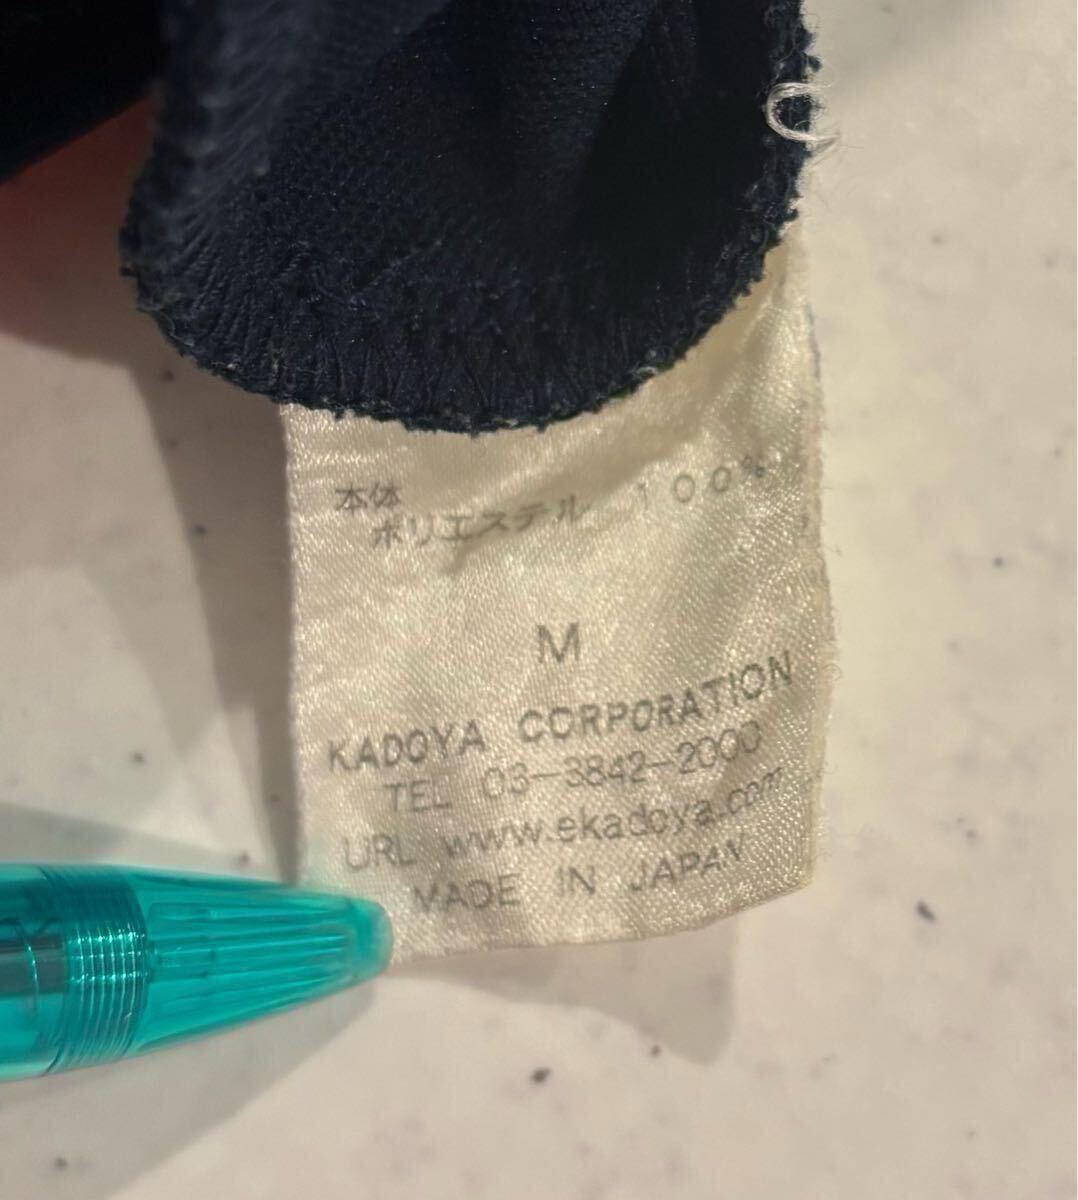 本体
ポリエステル 100%
M
KADOYA CORPORATION
TEL 03-3842-2000
URL www.ekadoya.com
MADE IN JAPAN